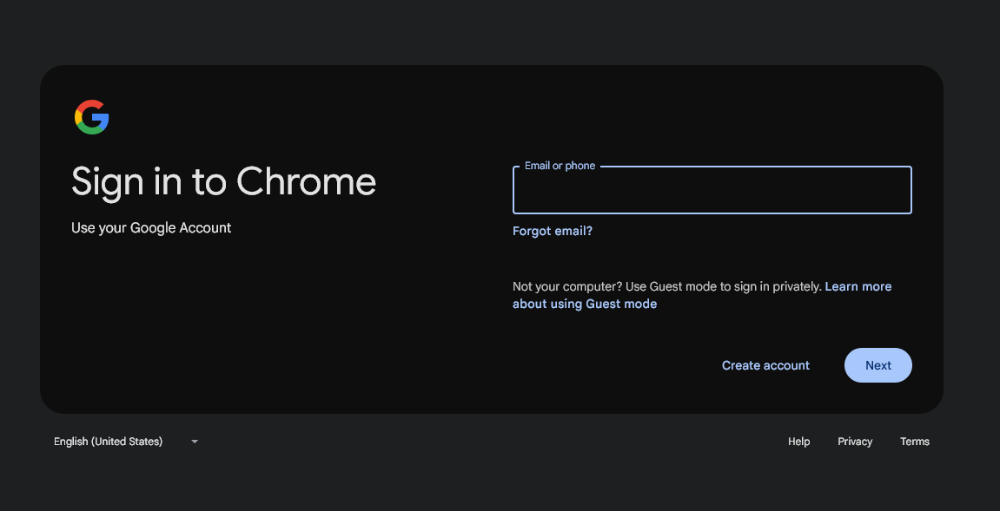 Sign in to Chrome
Use your Google Account
Email or phone
Forgot email?
Not your computer? Use Guest mode to sign in privately. Learn more
about using Guest mode
Create account
Next
English (United States)
Help
Privacy
Terms